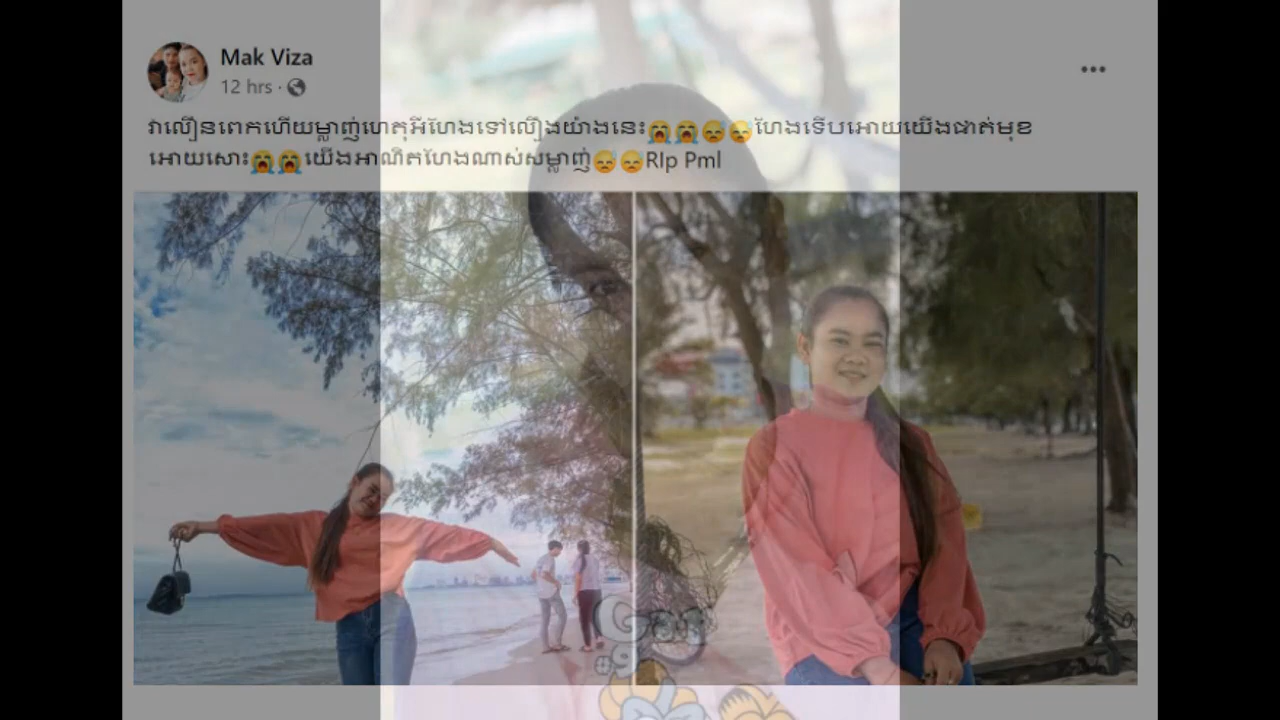 Mak Viza
12 hrs ·
វាលឿនពេកហើយម្លាញ់ហេតុអីហែងទៅលឿងយ៉ាងនេះ😭😭😓😓ហែងទើបអោយយើងជាត់មុខ
អោយសោះ😭😭យើងអាណិតហែងណាស់សម្លាញ់😓😓RIp Pml